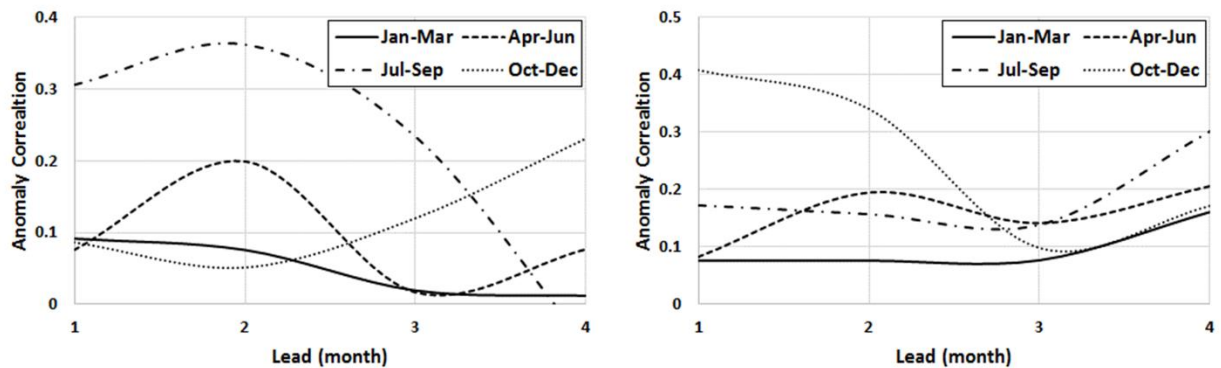 0.4
0.3
0.2
0.1
0
Anomaly Correaltion
Jan-Mar
Apr-Jun
Jul-Sep
Oct-Dec
1
2
3
4
Lead (month)
0.5
0.4
0.3
0.2
0.1
0
Anomaly Correaltion
Jan-Mar
Apr-Jun
Jul-Sep
Oct-Dec
1
2
3
4
Lead (month)